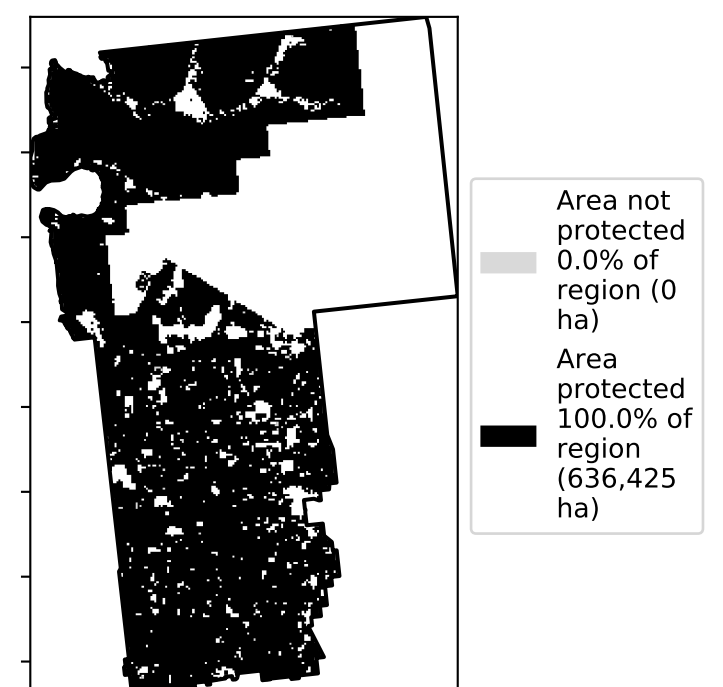 Area not
protected
0.0% of
region (0
ha)
Area
protected
100.0% of
region
(636,425
ha)